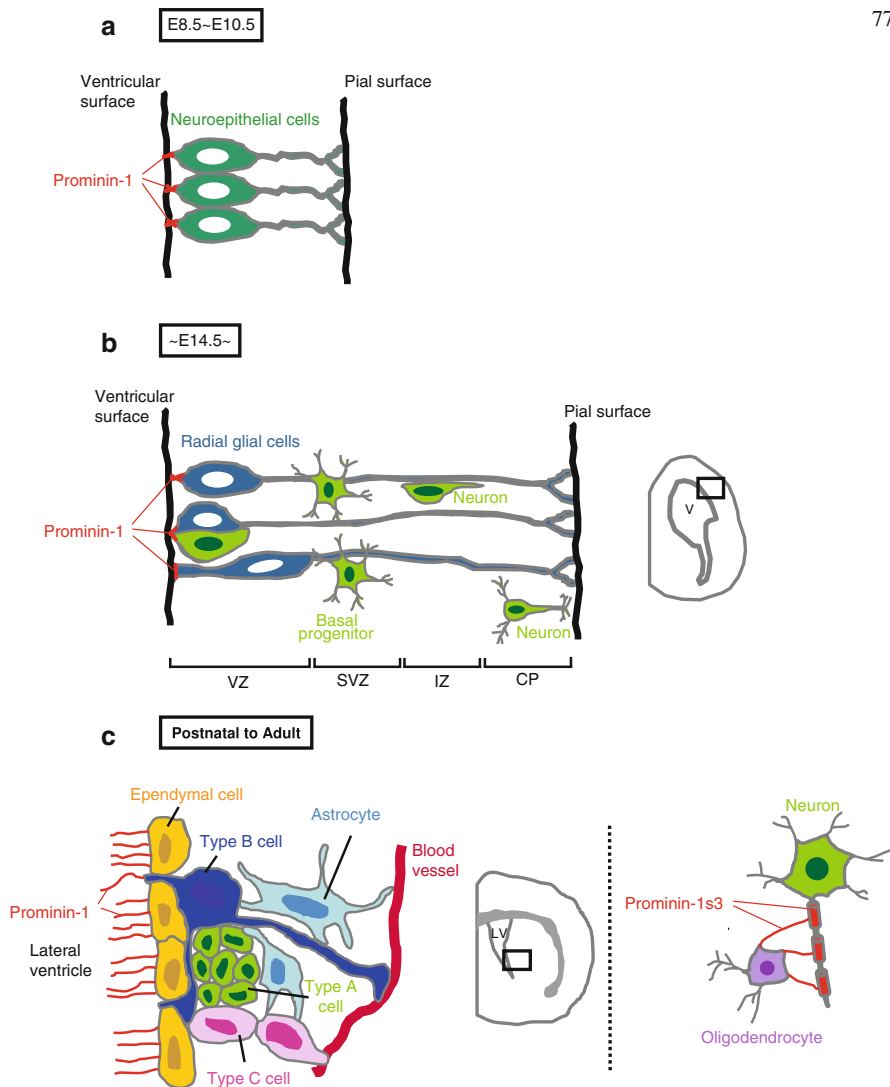 77
a
E8.5~E10.5
Ventricular
surface
Pial surface
Neuroepithelial cells
Prominin-1
b
~E14.5~
Ventricular
surface
Pial surface
Radial glial cells
Neuron
V
Prominin-1
Basal
progenitor
Neuron
VZ
SVZ
IZ
CP
c
Postnatal to Adult
Ependymal cell
Astrocyte
Type B cell
Blood
vessel
Neuron
Prominin-1
Prominin-1s3
Lateral
ventricle
LV
Type A
cell
Type C cell
Oligodendrocyte